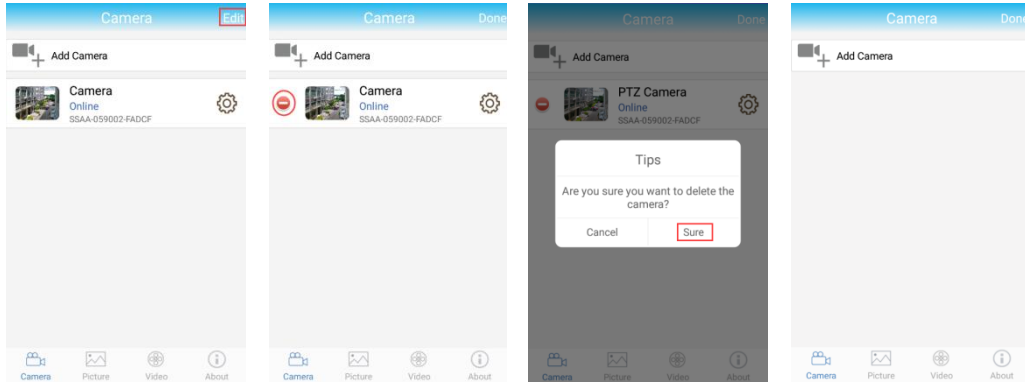 Camera Edit
Add Camera
Camera
Online
SSAA-059002-FADCF
Camera Picture Video About
Camera Done
Add Camera
Camera
Online
SSAA-059002-FADCF
Camera Picture Video About
Camera Done
Add Camera
PTZ Camera
Online
SSAA-059002-FADCF
Tips
Are you sure you want to delete the
camera?
Cancel Sure
Camera Picture Video About
Camera Done
Add Camera
Camera Picture Video About